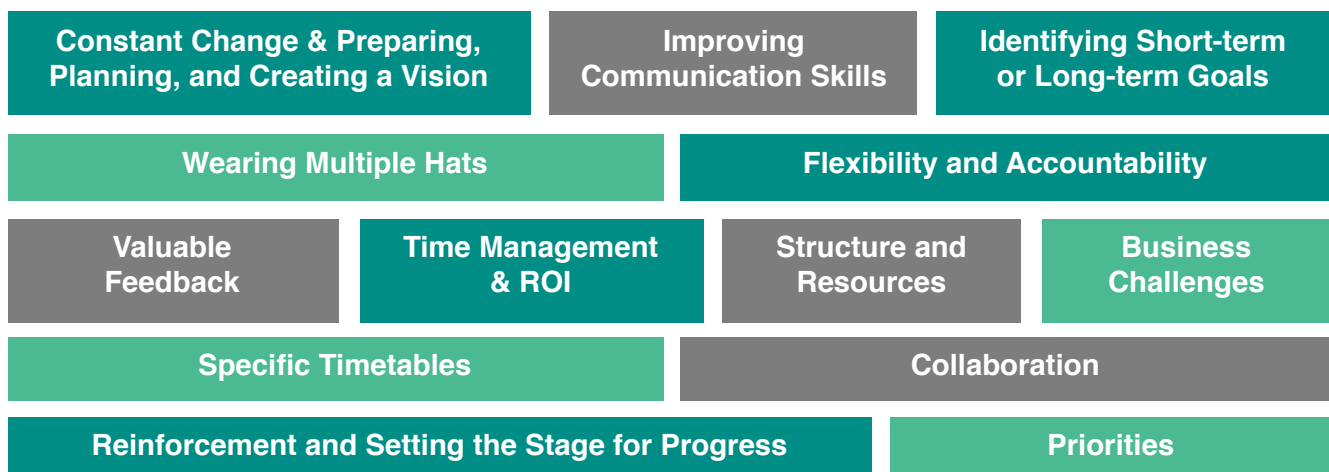 Constant Change & Preparing,
Planning, and Creating a Vision
Improving
Communication Skills
Identifying Short-term
or Long-term Goals
Wearing Multiple Hats
Flexibility and Accountability
Valuable
Feedback
Time Management
& ROI
Structure and
Resources
Business
Challenges
Specific Timetables
Collaboration
Reinforcement and Setting the Stage for Progress
Priorities